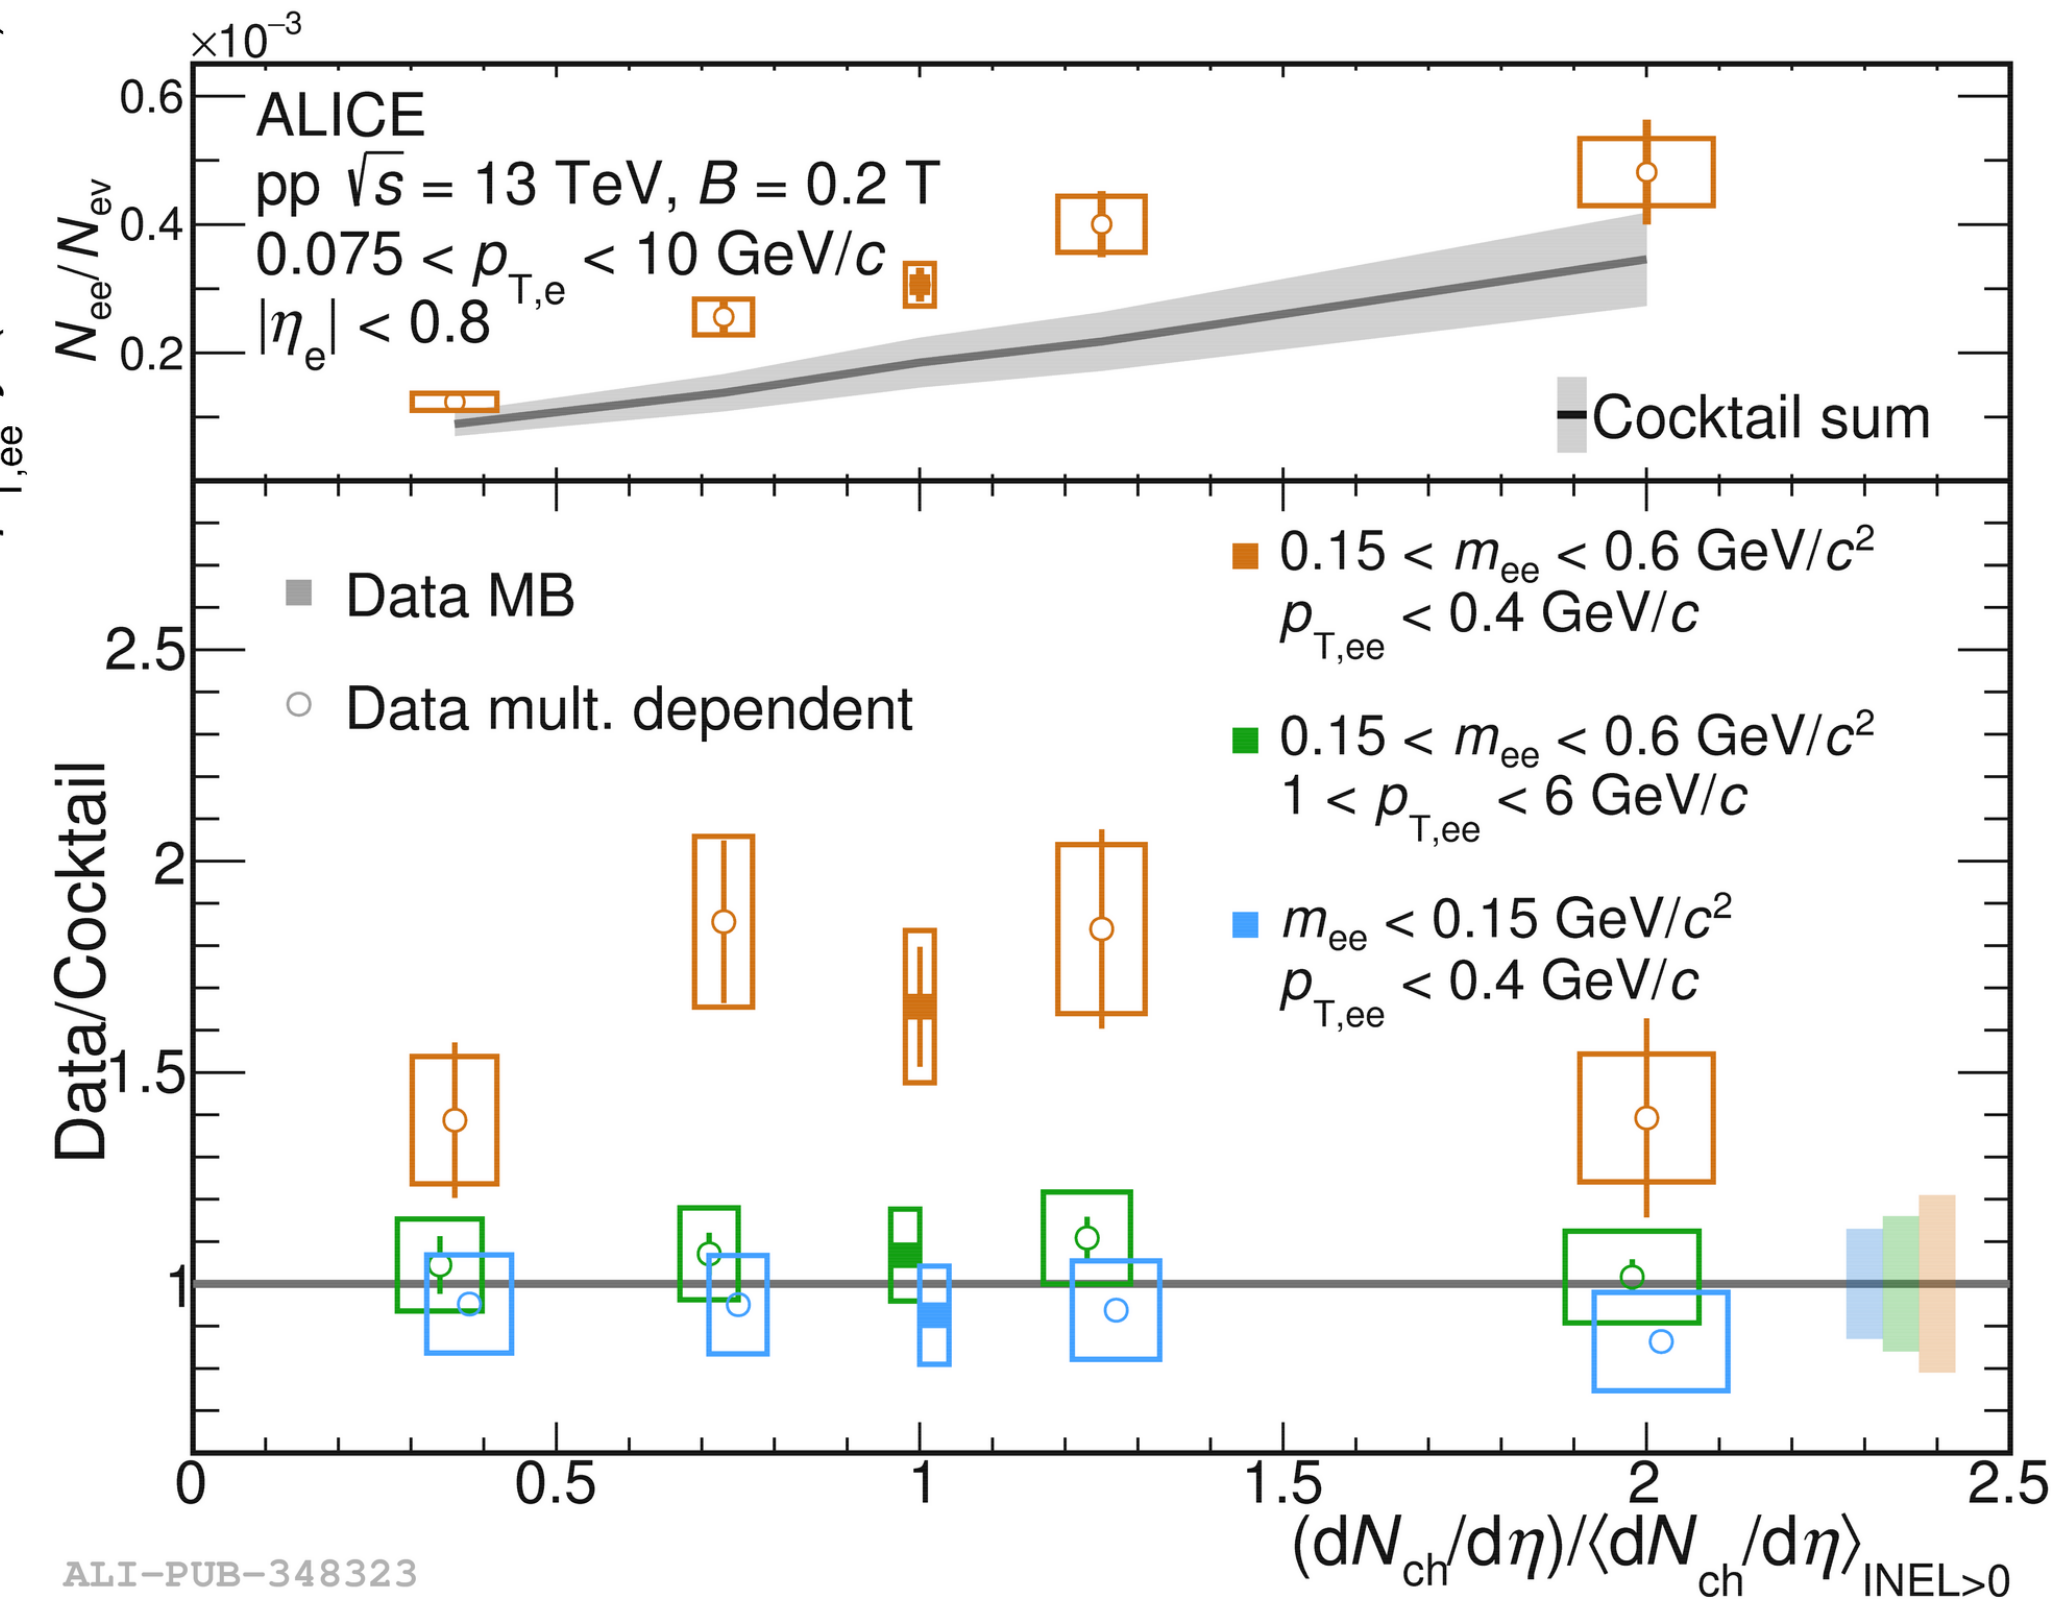 ×10⁻³
0.6
0.4
0.2
N_ee/N_ev
ALICE
pp √s = 13 TeV, B = 0.2 T
0.075 < p_T,e < 10 GeV/c
|η_e| < 0.8
Cocktail sum
T,ee
Data MB
Data mult. dependent
0.15 < m_ee < 0.6 GeV/c²
p_T,ee < 0.4 GeV/c
0.15 < m_ee < 0.6 GeV/c²
1 < p_T,ee < 6 GeV/c
m_ee < 0.15 GeV/c²
p_T,ee < 0.4 GeV/c
Data/Cocktail
2.5
2
1.5
1
0 0.5 1 1.5 2 2.5
(dN_ch/dη)/⟨dN_ch/dη⟩_INEL>0
ALI-PUB-348323